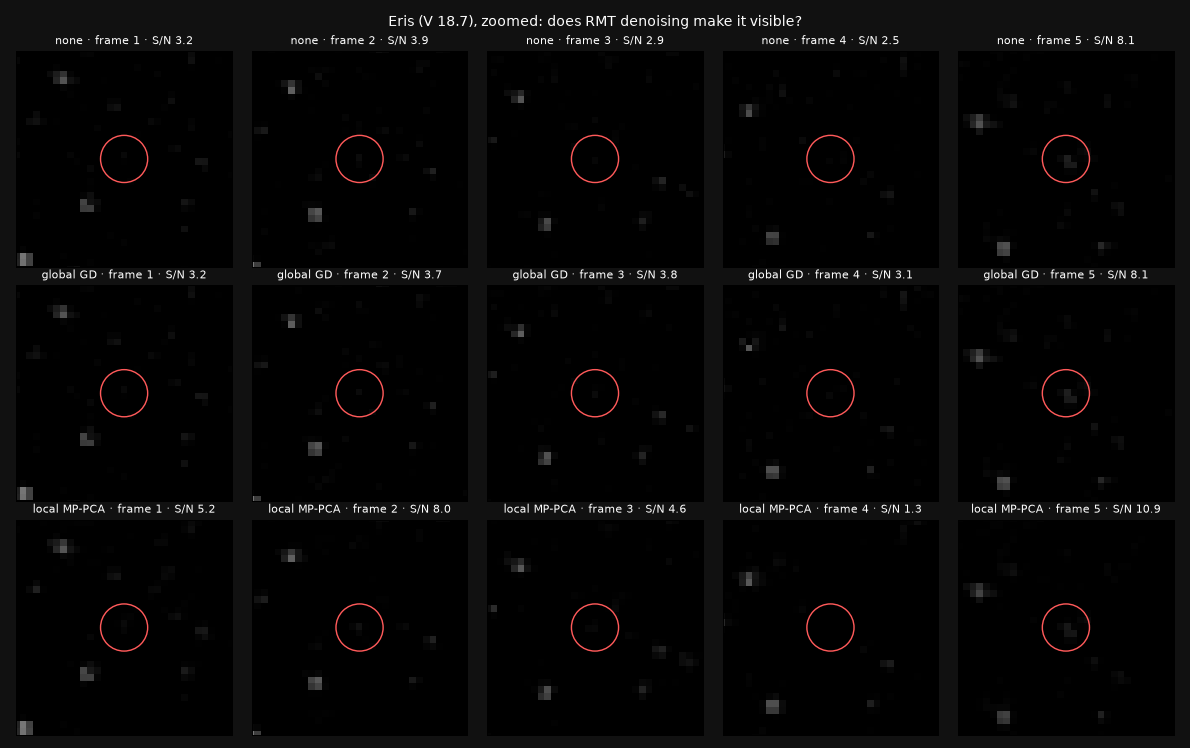 Eris (V 18.7), zoomed: does RMT denoising make it visible?
none · frame 1 · S/N 3.2
none · frame 2 · S/N 3.9
none · frame 3 · S/N 2.9
none · frame 4 · S/N 2.5
none · frame 5 · S/N 8.1
global GD · frame 1 · S/N 3.2
global GD · frame 2 · S/N 3.7
global GD · frame 3 · S/N 3.8
global GD · frame 4 · S/N 3.1
global GD · frame 5 · S/N 8.1
local MP-PCA · frame 1 · S/N 5.2
local MP-PCA · frame 2 · S/N 8.0
local MP-PCA · frame 3 · S/N 4.6
local MP-PCA · frame 4 · S/N 1.3
local MP-PCA · frame 5 · S/N 10.9